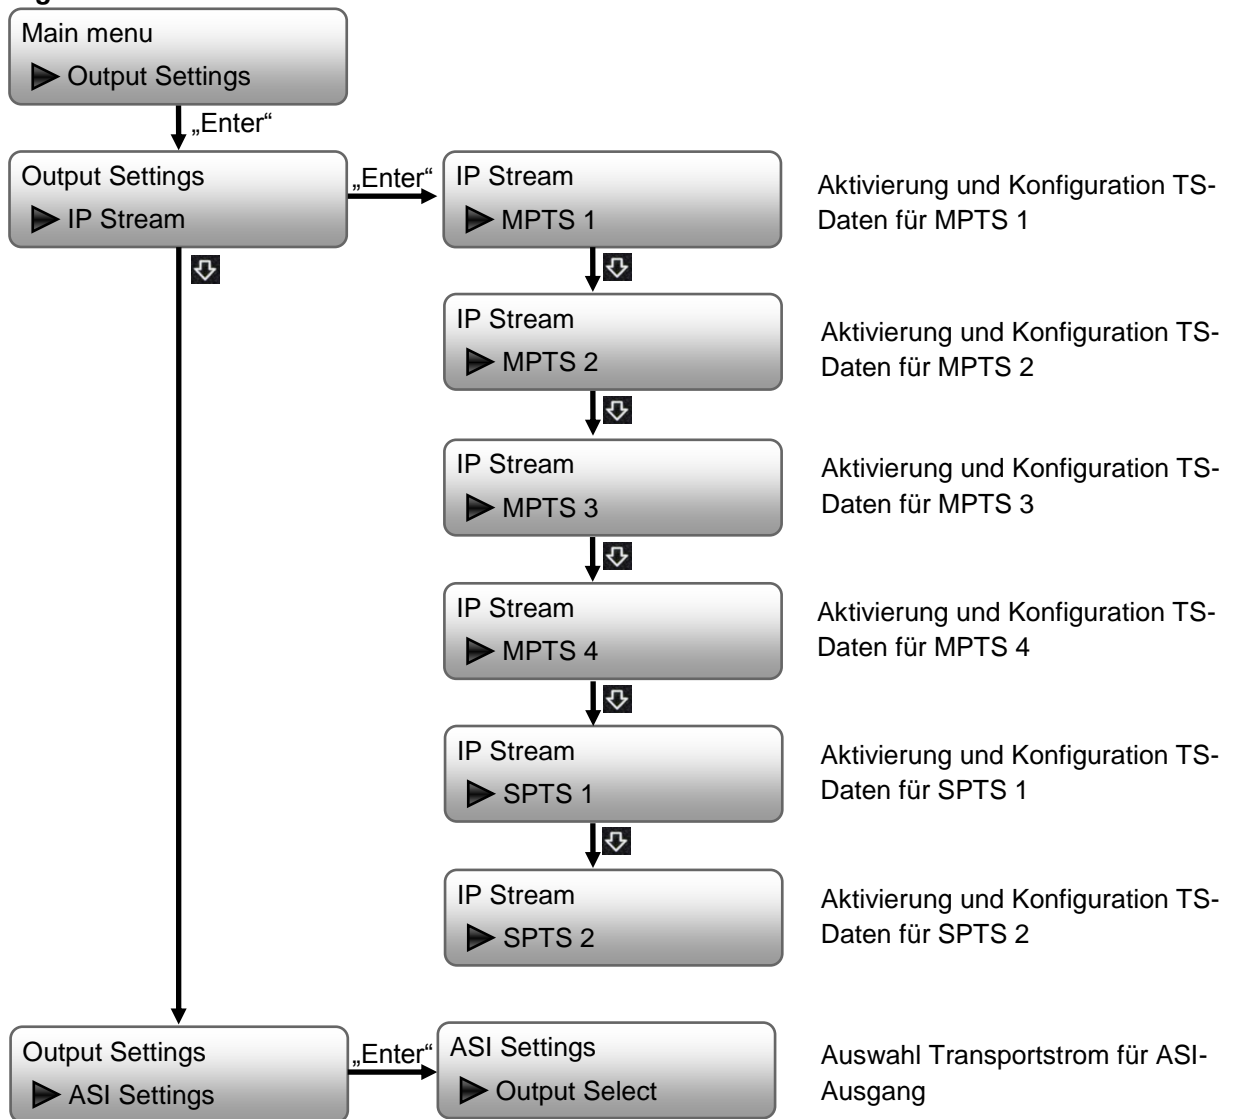 Main menu
Output Settings
„Enter“
Output Settings
IP Stream
„Enter“
IP Stream
MPTS 1
Aktivierung und Konfiguration TS-
Daten für MPTS 1
IP Stream
MPTS 2
Aktivierung und Konfiguration TS-
Daten für MPTS 2
IP Stream
MPTS 3
Aktivierung und Konfiguration TS-
Daten für MPTS 3
IP Stream
MPTS 4
Aktivierung und Konfiguration TS-
Daten für MPTS 4
IP Stream
SPTS 1
Aktivierung und Konfiguration TS-
Daten für SPTS 1
IP Stream
SPTS 2
Aktivierung und Konfiguration TS-
Daten für SPTS 2
Output Settings
ASI Settings
„Enter“
ASI Settings
Output Select
Auswahl Transportstrom für ASI-
Ausgang